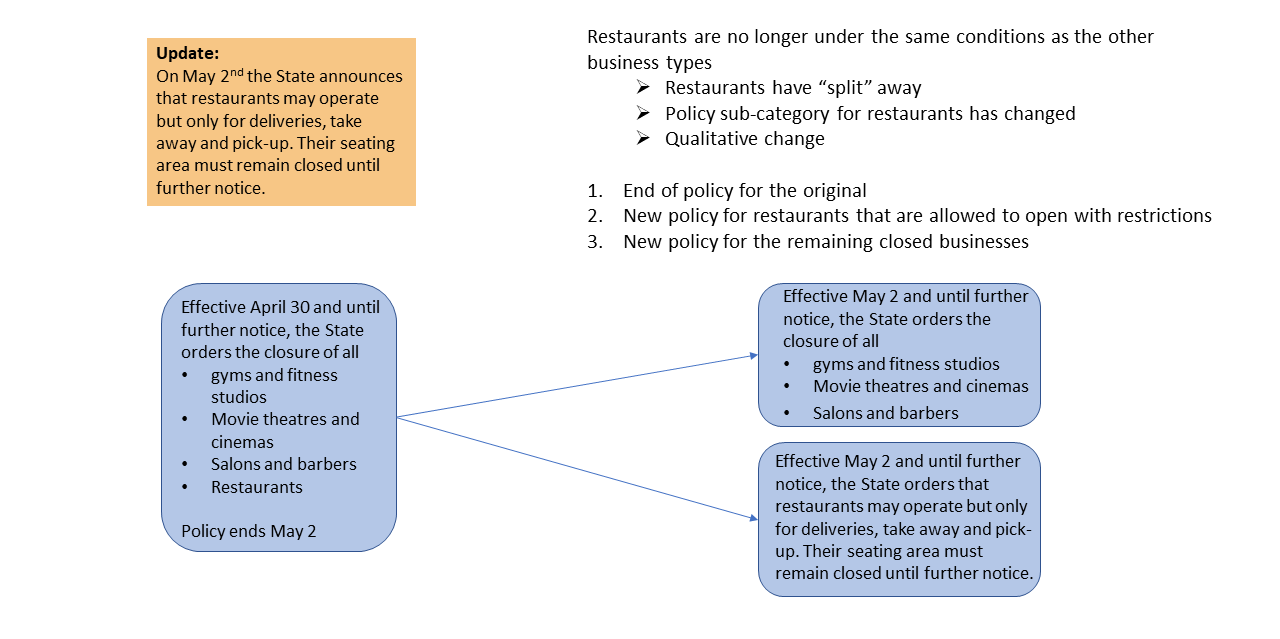 Update:
On May 2nd the State announces
that restaurants may operate
but only for deliveries, take
away and pick-up. Their seating
area must remain closed until
further notice.
Restaurants are no longer under the same conditions as the other
business types
➢ Restaurants have “split” away
➢ Policy sub-category for restaurants has changed
➢ Qualitative change
1. End of policy for the original
2. New policy for restaurants that are allowed to open with restrictions
3. New policy for the remaining closed businesses
Effective April 30 and until
further notice, the State
orders the closure of all
• gyms and fitness
studios
• Movie theatres and
cinemas
• Salons and barbers
• Restaurants
Policy ends May 2
Effective May 2 and until further
notice, the State orders the
closure of all
• gyms and fitness studios
• Movie theatres and cinemas
• Salons and barbers
Effective May 2 and until further
notice, the State orders that
restaurants may operate but only
for deliveries, take away and pick-
up. Their seating area must
remain closed until further notice.